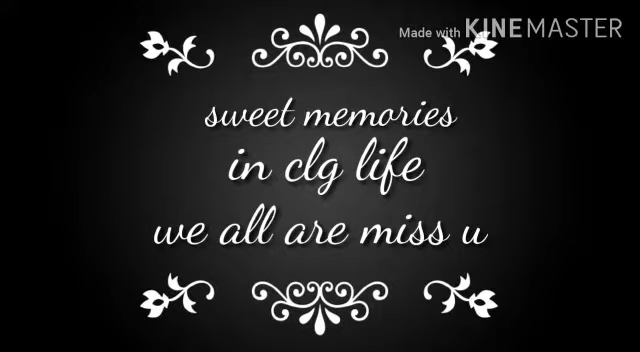 Made with KINEMASTER
sweet memories
in clg life
we all are miss u